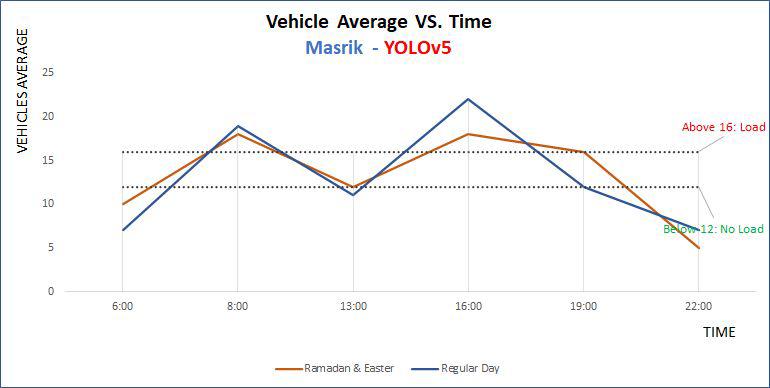 Vehicle Average VS. Time
Masrik - YOLOv5
VEHICLES AVERAGE
25
20
15
10
5
0
Above 16: Load
Below 12: No Load
6:00
8:00
13:00
16:00
19:00
22:00
TIME
Ramadan & Easter
Regular Day